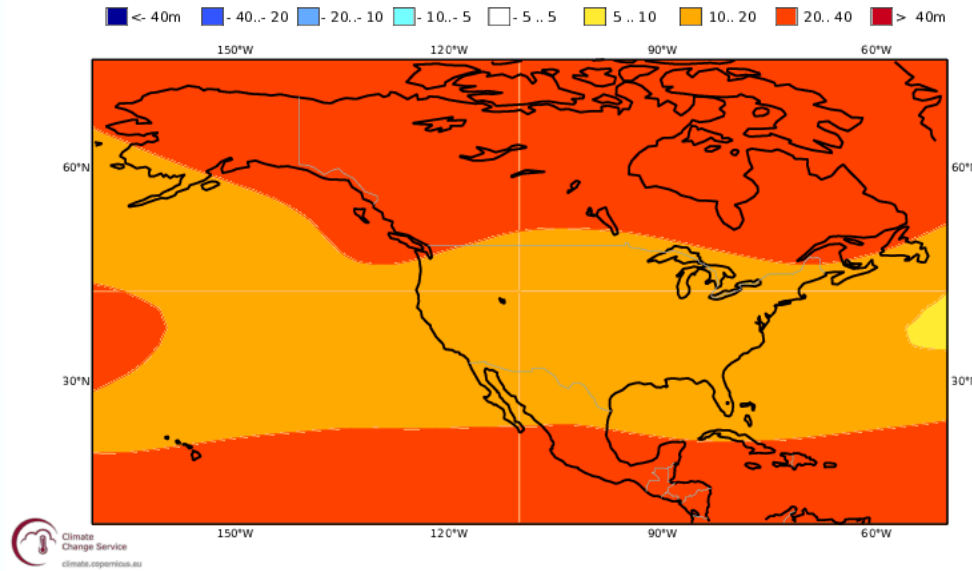 <- 40m - 40..- 20 - 20..- 10 - 10..- 5 - 5 .. 5 5 .. 10 10.. 20 20.. 40 > 40m
150°W 120°W 90°W 60°W
60°N 60°N
30°N 30°N
150°W 120°W 90°W 60°W
Climate
Change Service
climate.copernicus.eu